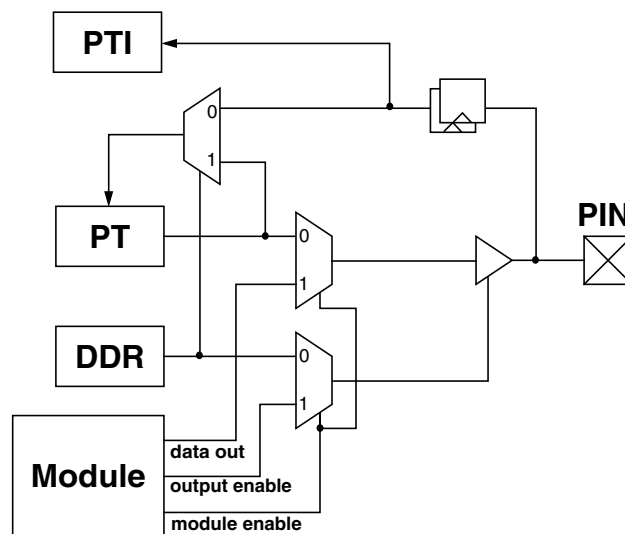 PTI
0
1
PIN
PT
0
1
DDR
0
1
Module
data out
output enable
module enable